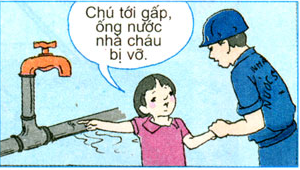 Chú tới gấp,
ống nước
nhà cháu
bị vỡ.